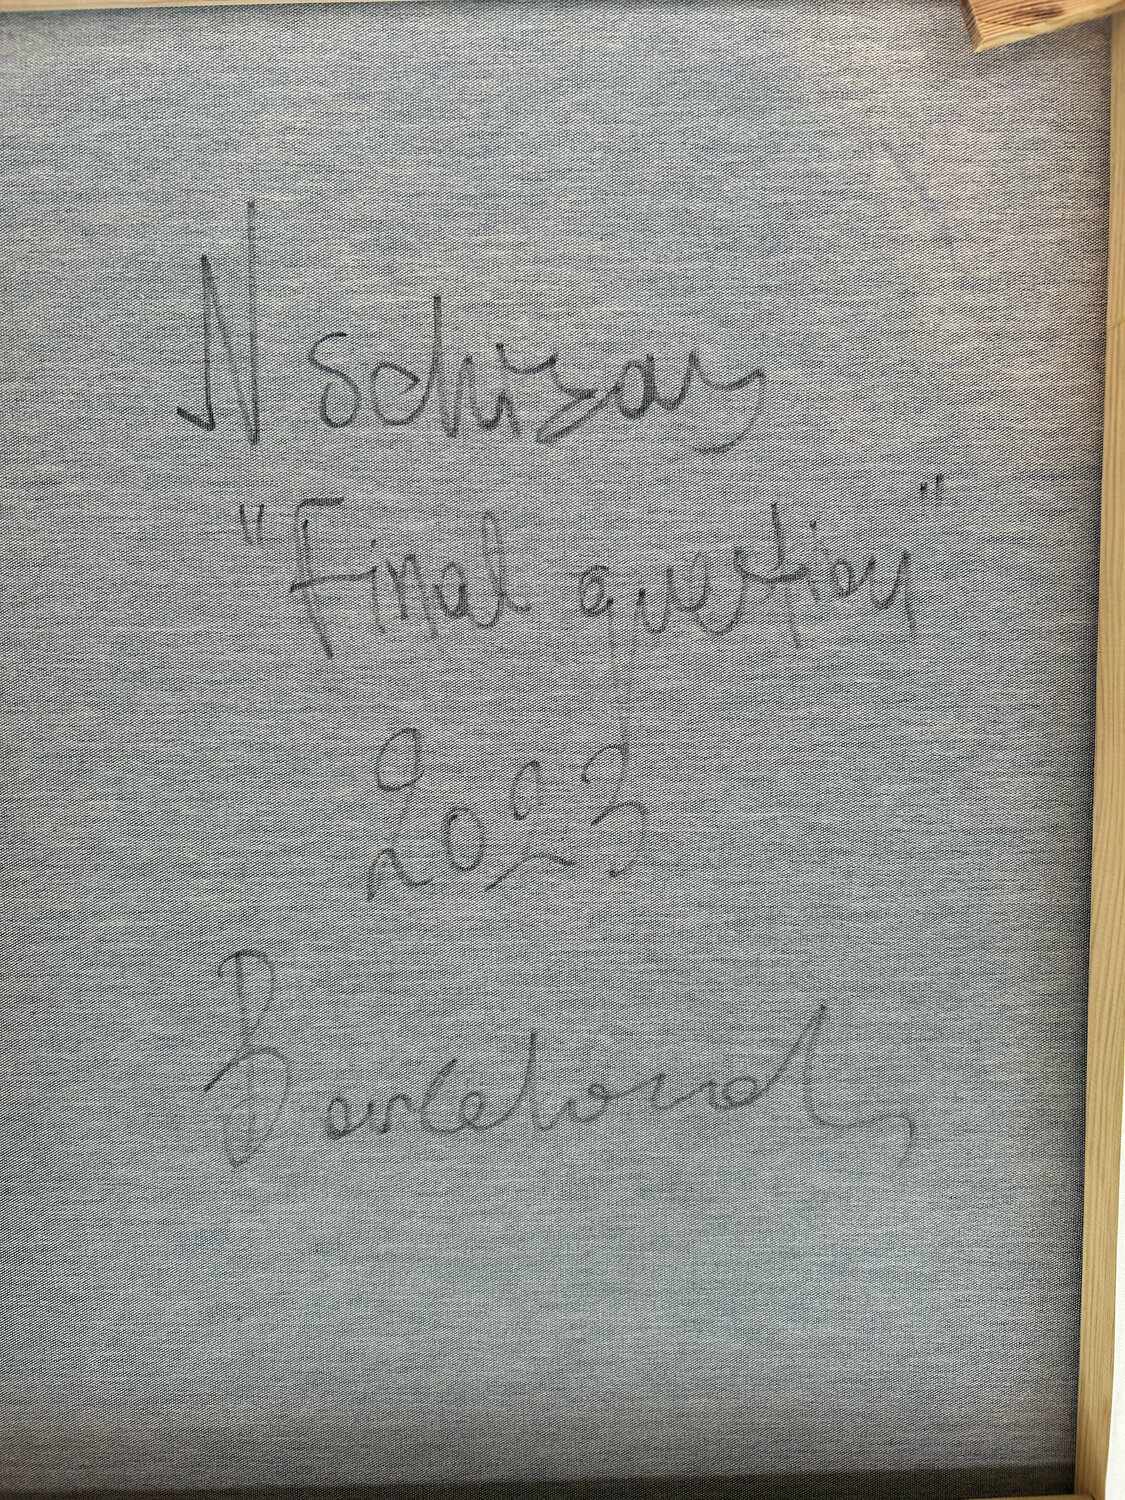 N
"Final question"
2023
Barcelona